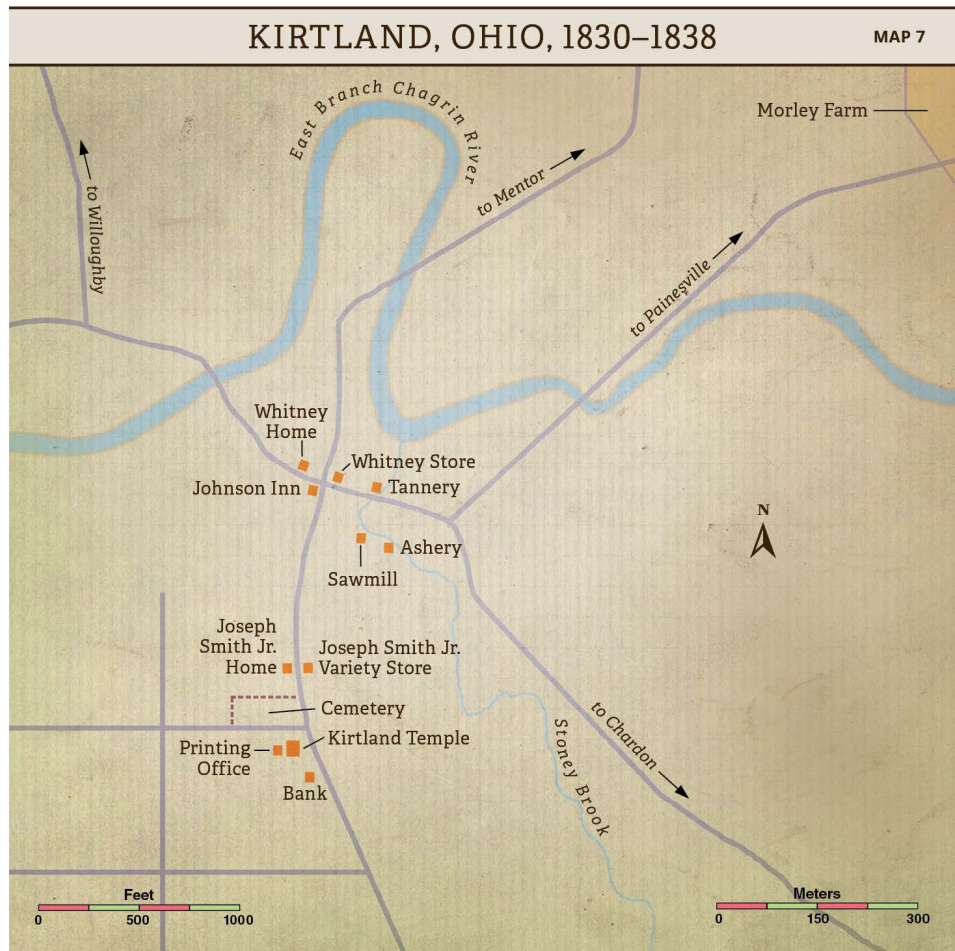 KIRTLAND, OHIO, 1830–1838
MAP 7
East Branch Chagrin River
Morley Farm
to Mentor
to Willoughby
to Painesville
Whitney
Home
Whitney Store
Johnson Inn
Tannery
N
Ashery
Sawmill
Joseph
Smith Jr.
Home
Joseph Smith Jr.
Variety Store
Cemetery
to Chardon
Stoney Brook
Kirtland Temple
Printing
Office
Bank
Feet
0 500 1000
Meters
0 150 300